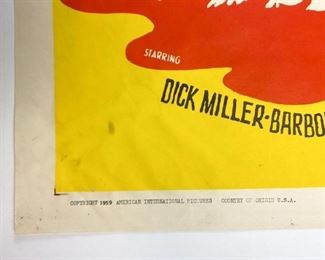 STARRING
DICK MILLER-BARBO
COPYRIGHT 1959 AMERICAN INTERNATIONAL PICTURES COUNTRY OF ORIGIN U.S.A.